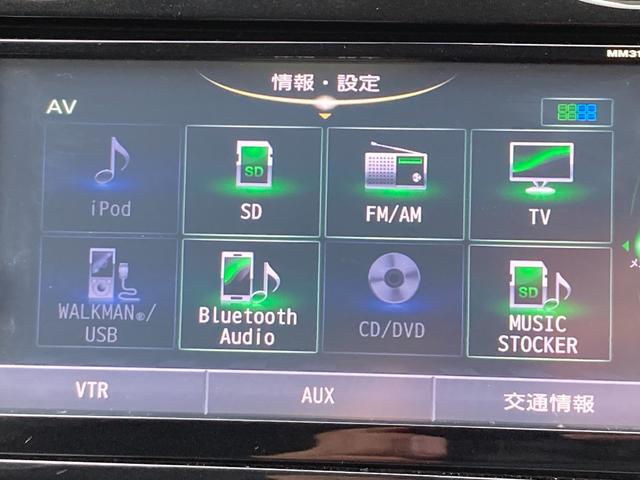 MM31
情報・設定
AV
iPod
SD
SD
FM/AM
TV
WALKMAN®/
USB
Bluetooth
Audio
CD/DVD
SD
MUSIC
STOCKER
VTR
AUX
交通情報